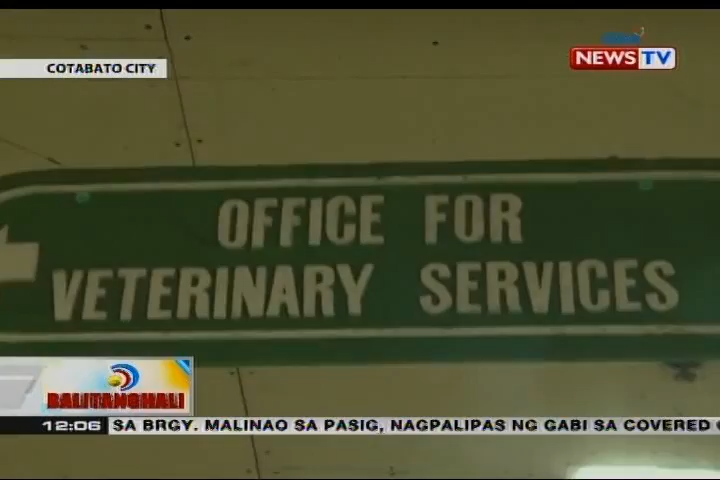 COTABATO CITY
NEWS TV
OFFICE FOR
VETERINARY SERVICES
BALITANGHALI
12:06 SA BRGY. MALINAO SA PASIG, NAGPALIPAS NG GABI SA COVERED